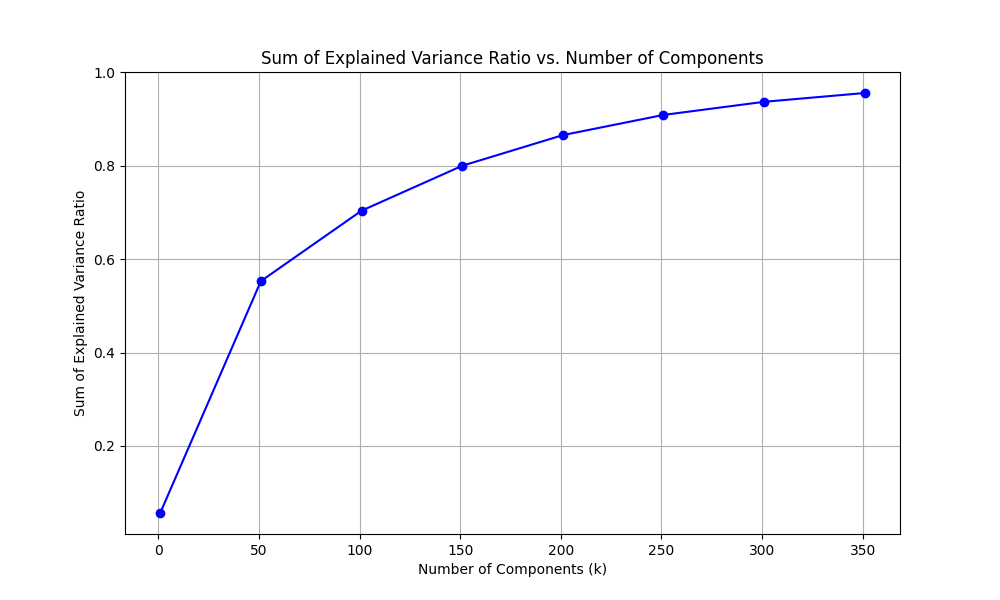 Sum of Explained Variance Ratio vs. Number of Components
1.0
0.8
0.6
0.4
0.2
Sum of Explained Variance Ratio
0 50 100 150 200 250 300 350
Number of Components (k)